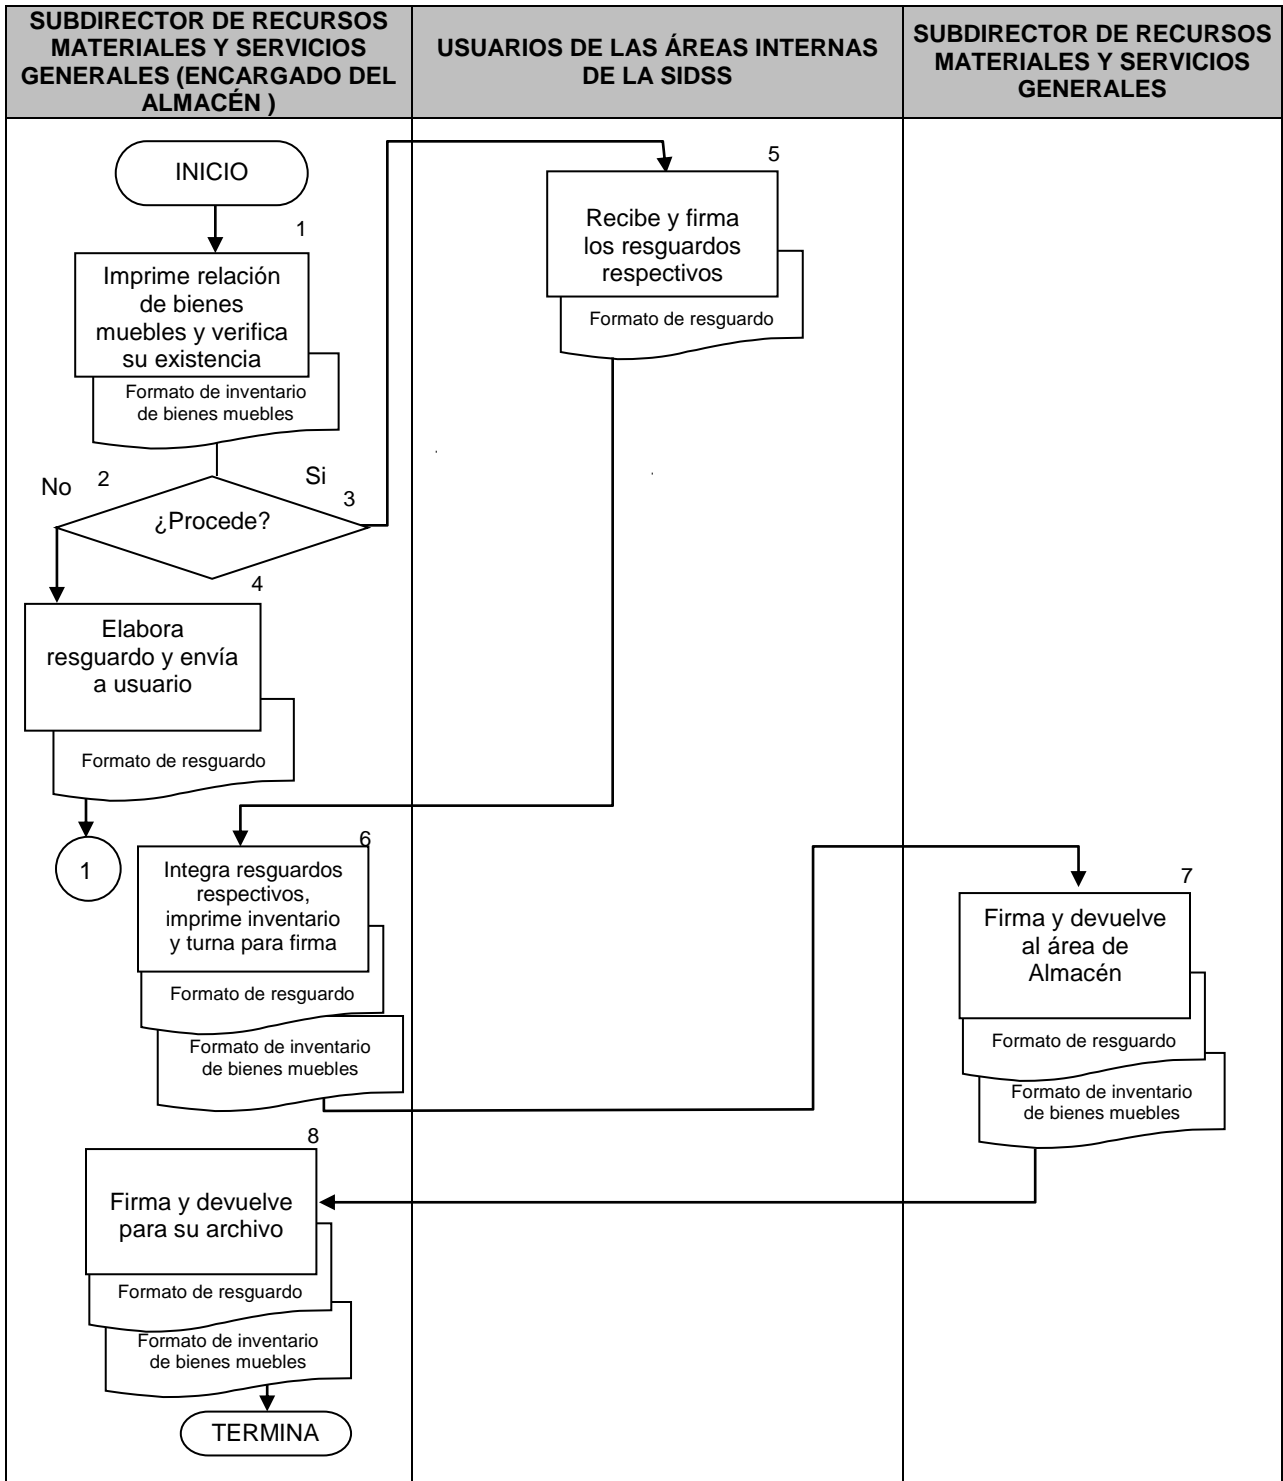 SUBDIRECTOR DE RECURSOS
MATERIALES Y SERVICIOS
GENERALES (ENCARGADO DEL
ALMACÉN )
USUARIOS DE LAS ÁREAS INTERNAS
DE LA SIDSS
SUBDIRECTOR DE RECURSOS
MATERIALES Y SERVICIOS
GENERALES
INICIO
1
Imprime relación
de bienes
muebles y verifica
su existencia
Formato de inventario
de bienes muebles
No
2
Si
3
¿Procede?
4
Elabora
resguardo y envía
a usuario
Formato de resguardo
1
5
Recibe y firma
los resguardos
respectivos
Formato de resguardo
6
Integra resguardos
respectivos,
imprime inventario
y turna para firma
Formato de resguardo
Formato de inventario
de bienes muebles
7
Firma y devuelve
al área de
Almacén
Formato de resguardo
Formato de inventario
de bienes muebles
8
Firma y devuelve
para su archivo
Formato de resguardo
Formato de inventario
de bienes muebles
TERMINA